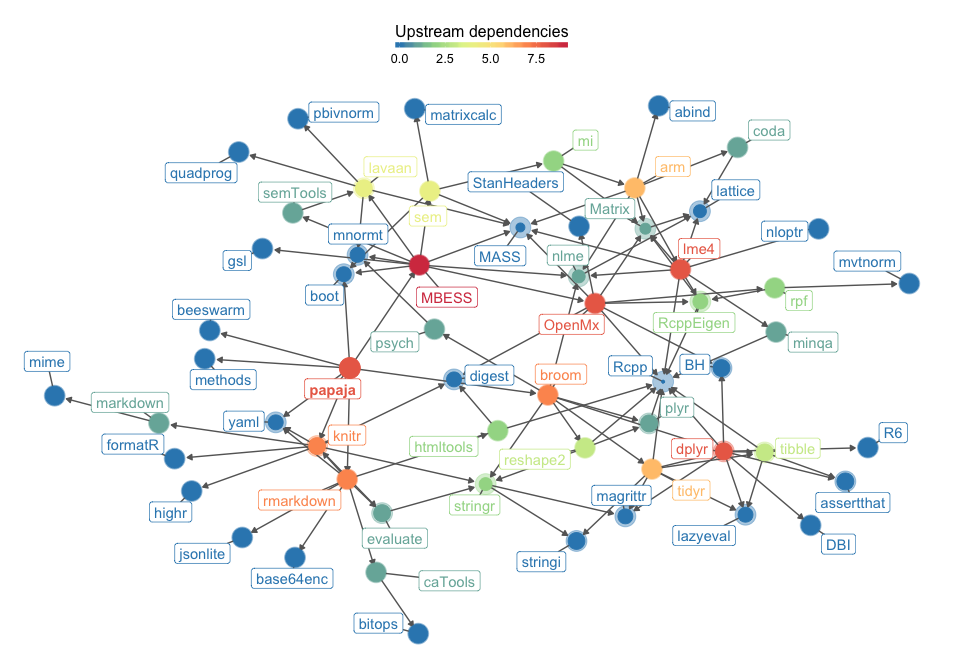 Upstream dependencies
0.0 2.5 5.0 7.5
pbivnorm
matrixcalc
abind
coda
mi
quadprog
lavaan
arm
semTools
StanHeaders
lattice
sem
Matrix
mnormt
nloptr
gsl
MASS
nlme
lme4
mvtnorm
boot
MBESS
rpf
beeswarm
OpenMx
RcppEigen
psych
minqa
mime
methods
digest
broom
Rcpp
BH
papaja
markdown
yaml
knitr
plyr
R6
formatR
htmltools
reshape2
dplyr
tibble
highr
rmarkdown
stringr
magrittr
tidyr
assertthat
jsonlite
evaluate
lazyeval
DBI
base64enc
caTools
stringi
bitops